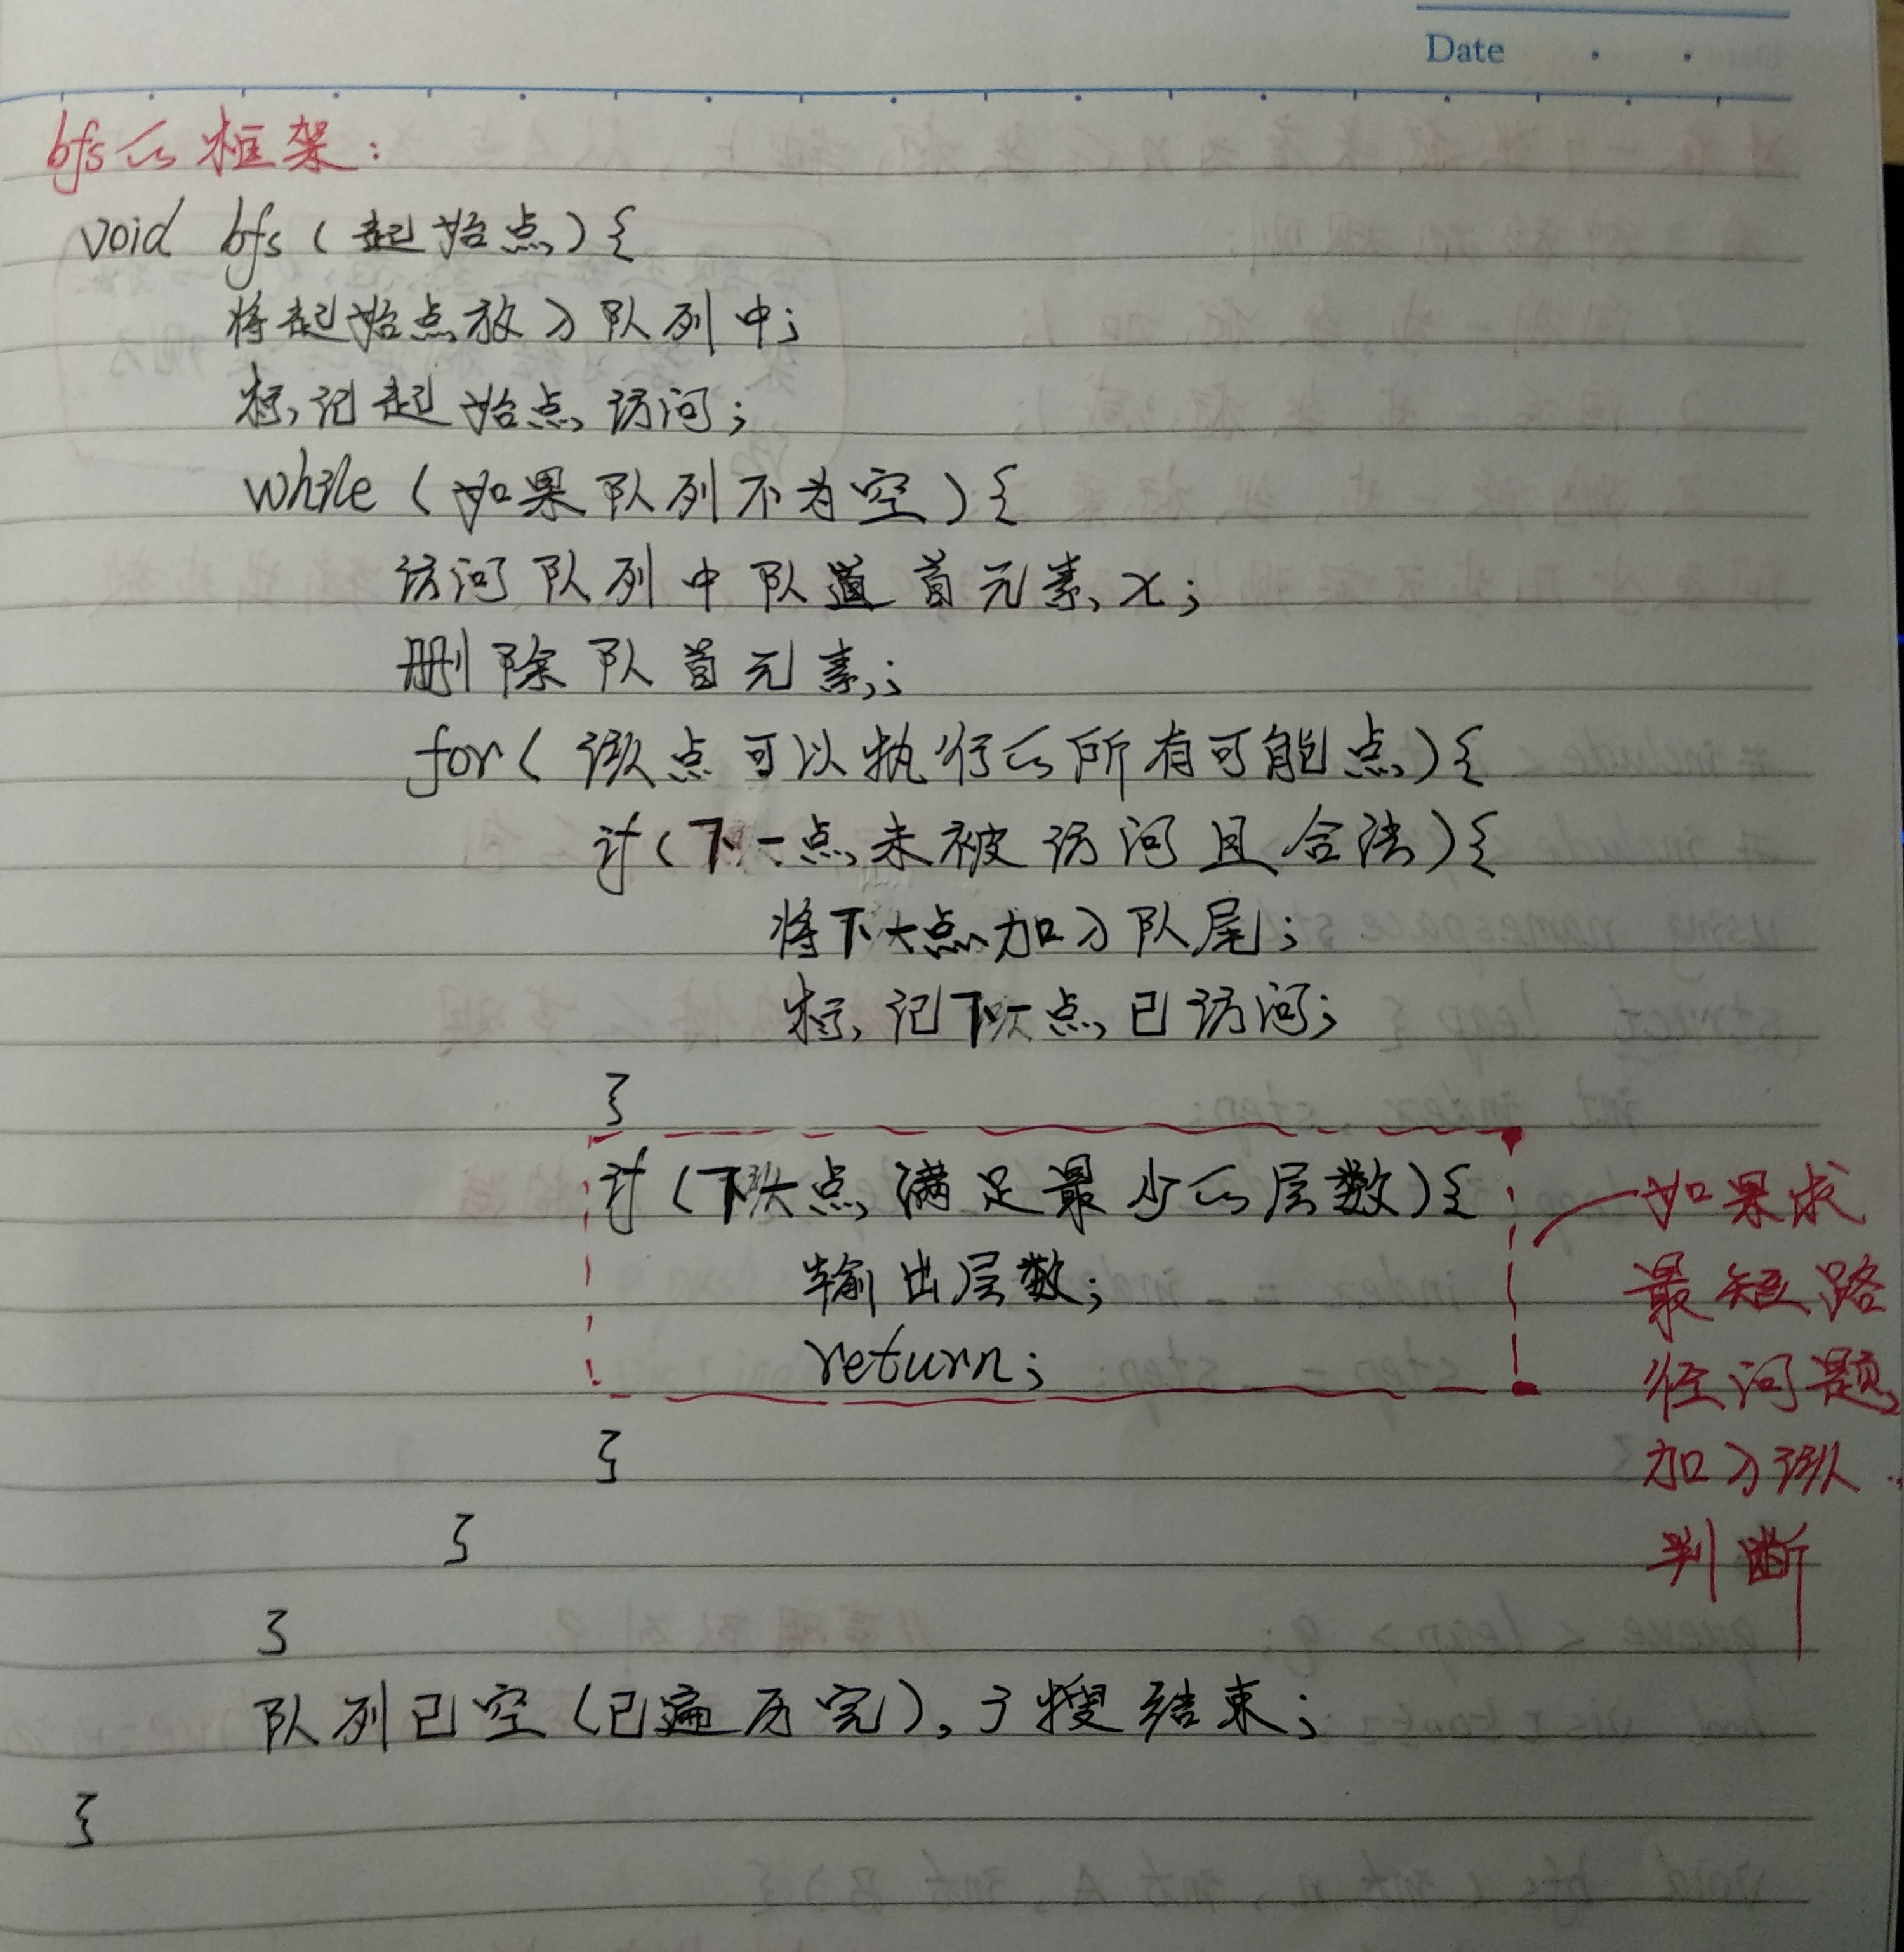 Date
bfs的框架:
void bfs(起始点){
将起始点放入队列中;
标记起始点访问;
while(如果队列不为空){
访问队列中队首元素x;
删除队首元素;
for(该点可以执行的所有可能点){
if(下一点未被访问且合法){
将下一点加入队尾;
标记下一点已访问;
}
if(下一点满足最少的层数){
输出层数;
return;
}
}
}
队列已空(已遍历完),广搜结束;
}
如果求
最短路
径问题,
加入该
判断